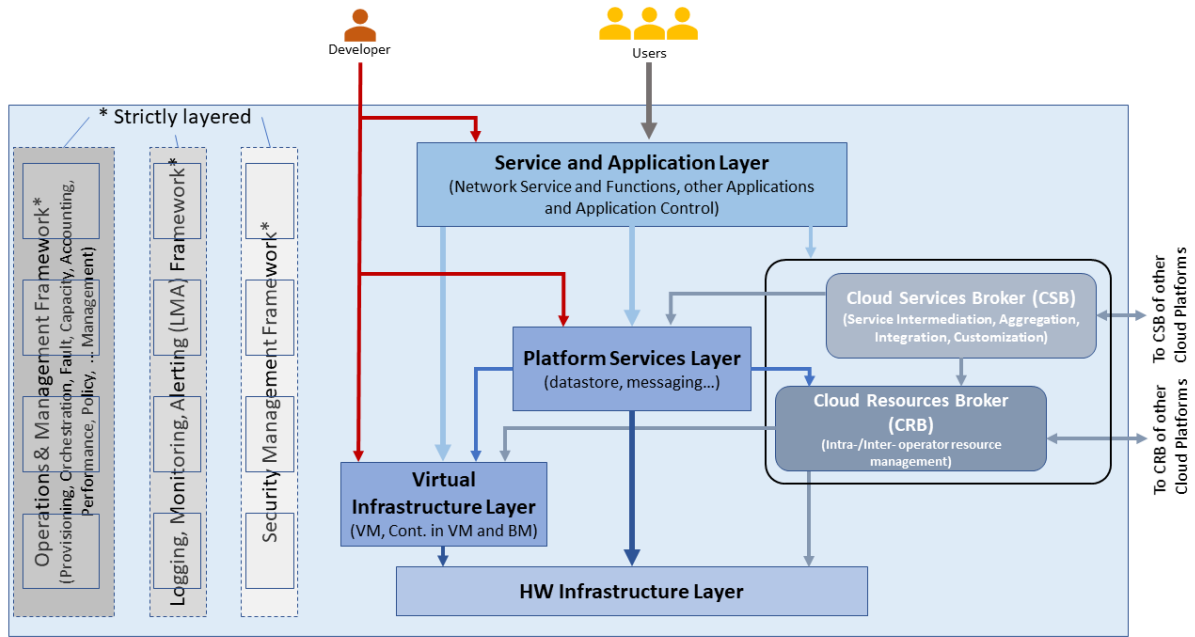 Developer
Users
* Strictly layered
Operations & Management Framework*
(Provisioning, Orchestration, Fault, Capacity, Accounting,
Performance, Policy, ... Management)
Logging, Monitoring, Alerting (LMA) Framework*
Security Management Framework*
Service and Application Layer
(Network Service and Functions, other Applications
and Application Control)
Cloud Services Broker (CSB)
(Service Intermediation, Aggregation,
Integration, Customization)
To CSB of other
Cloud Platforms
Platform Services Layer
(datastore, messaging...)
Cloud Resources Broker
(CRB)
(Intra-/Inter- operator resource
management)
To CRB of other
Cloud Platforms
Virtual
Infrastructure Layer
(VM, Cont. in VM and BM)
HW Infrastructure Layer